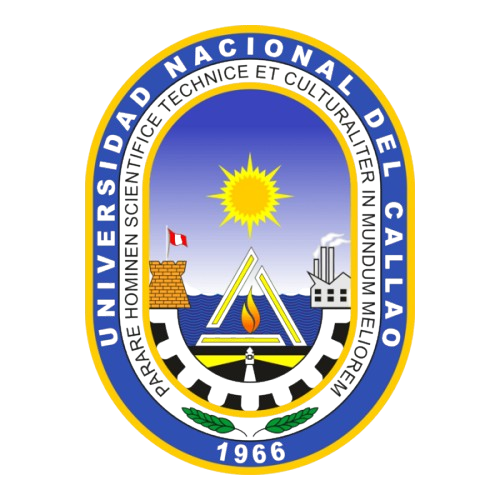 UNIVERSIDAD NACIONAL DEL CALLAO
PARARE HOMINEN SCIENTIFICE TECHNICE ET CULTURALITER IN MUNDUM MELIOREM
1966